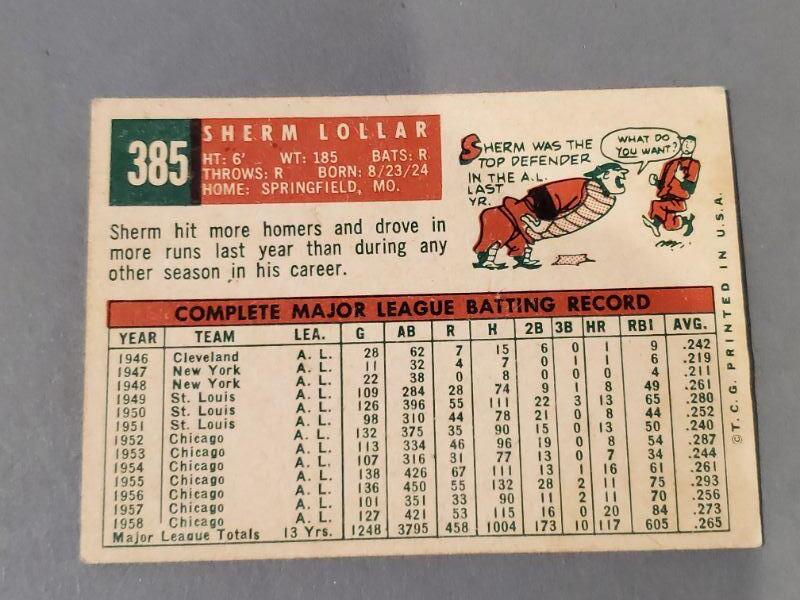 385
SHERM LOLLAR
HT: 6' WT: 185 BATS: R
THROWS: R BORN: 8/23/24
HOME: SPRINGFIELD, MO.
SHERM WAS THE
TOP DEFENDER
IN THE A.L.
LAST
YR.
WHAT DO
YOU WANT?
Sherm hit more homers and drove in
more runs last year than during any
other season in his career.
COMPLETE MAJOR LEAGUE BATTING RECORD
YEAR TEAM LEA. G AB R H 2B 3B HR RBI AVG.
1946 Cleveland A. L. 28 62 7 15 6 0 1 9 .242
1947 New York A. L. 11 32 4 7 0 1 1 6 .219
1948 New York A. L. 22 38 0 8 0 0 0 4 .211
1949 St. Louis A. L. 109 284 28 74 9 1 8 49 .261
1950 St. Louis A. L. 126 396 55 111 22 3 13 65 .280
1951 St. Louis A. L. 98 310 44 78 21 0 8 44 .252
1952 Chicago A. L. 132 375 35 90 15 0 13 50 .240
1953 Chicago A. L. 113 334 46 96 19 0 8 54 .287
1954 Chicago A. L. 107 316 31 77 13 0 7 34 .244
1955 Chicago A. L. 138 426 67 111 13 1 16 61 .261
1956 Chicago A. L. 136 450 55 132 28 2 11 75 .293
1957 Chicago A. L. 101 351 33 90 11 2 11 70 .256
1958 Chicago A. L. 127 421 53 115 16 0 20 84 .273
Major League Totals 13 Yrs. 1248 3795 458 1004 173 10 117 605 .265
©T.C.G. PRINTED IN U.S.A.